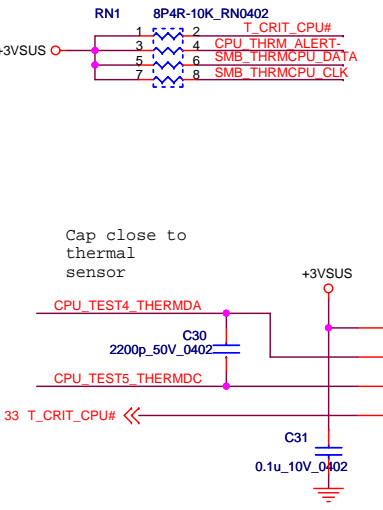 RN1 8P4R-10K_RN0402
1 2 T_CRIT_CPU#
+3VSUS 3 4 CPU_THRM_ALERT-
5 6 SMB_THRMCPU_DATA
7 8 SMB_THRMCPU_CLK
Cap close to
thermal
sensor
+3VSUS
CPU_TEST4_THERMDA
C30
2200p_50V_0402
CPU_TEST5_THERMDC
33 T_CRIT_CPU#
C31
0.1u_10V_0402